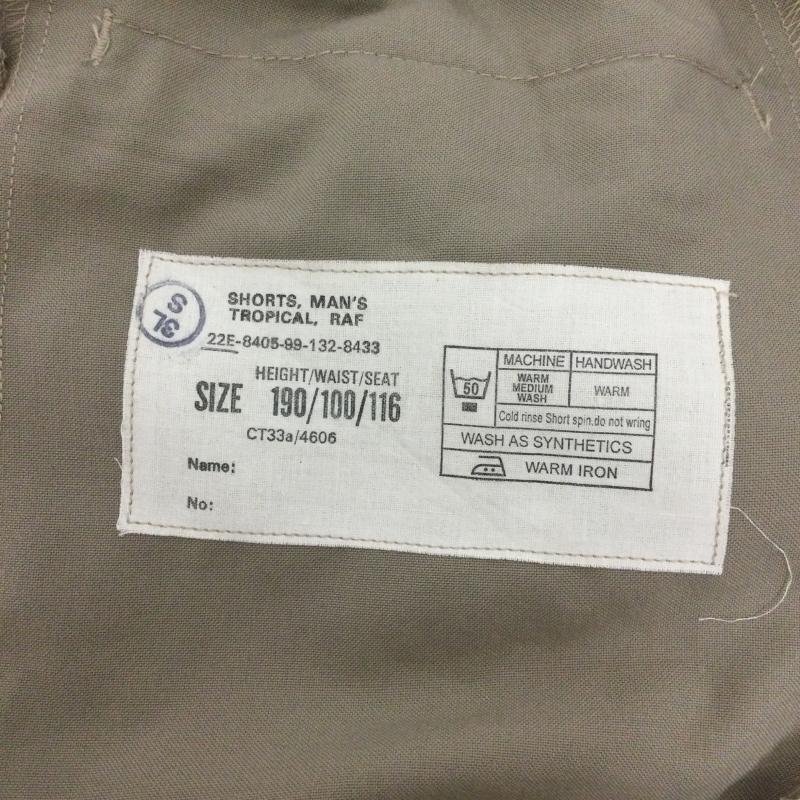 3L
S
SHORTS, MAN'S
TROPICAL, RAF
22E-8405-99-132-8433
HEIGHT/WAIST/SEAT
SIZE 190/100/116
CT33a/4606
Name:
No:
50
MACHINE HANDWASH
WARM MEDIUM WASH
WARM
Cold rinse Short spin.do not wring
WASH AS SYNTHETICS
WARM IRON